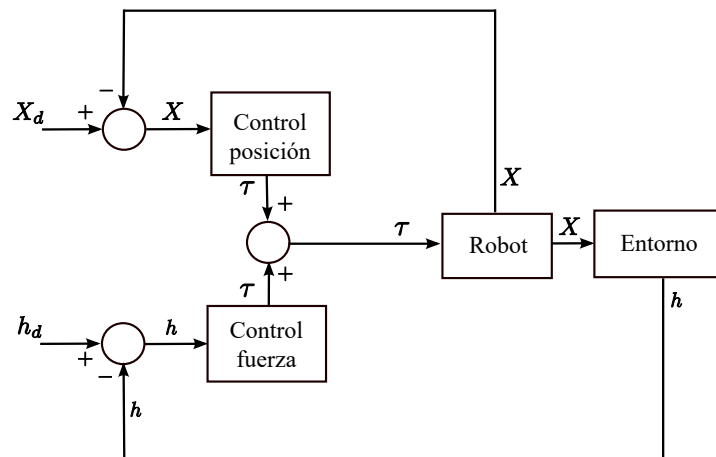 −
X_d + X
Control
posición
τ
+
X
τ
Robot
X
Entorno
+
τ
h
h_d
+
h
Control
fuerza
−
h